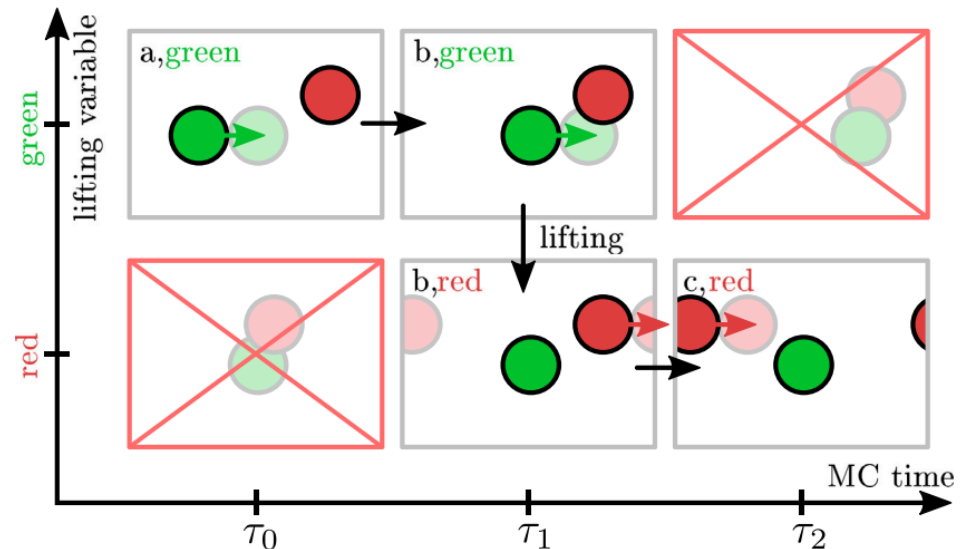 lifting variable
green
red
a,green
b,green
lifting
b,red
c,red
MC time
τ₀
τ₁
τ₂